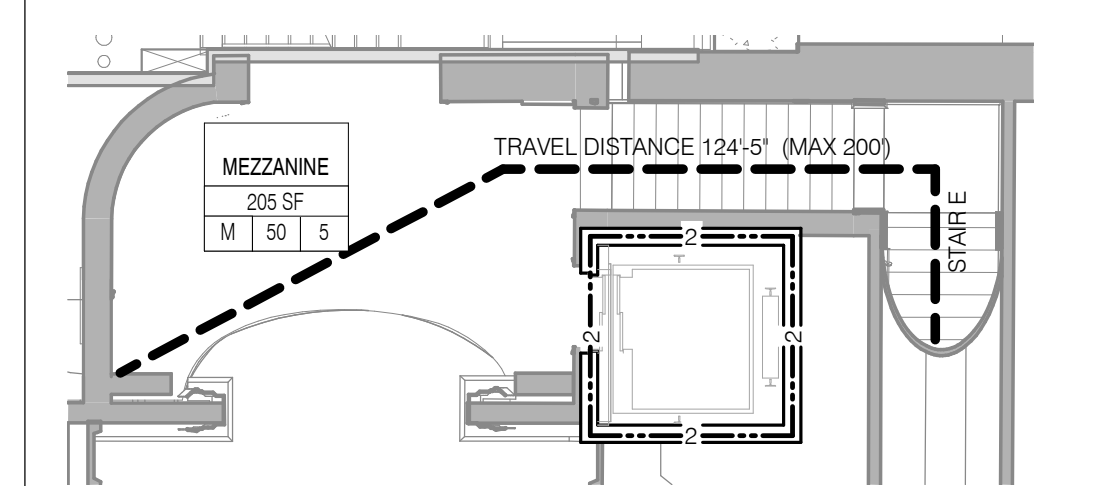 TRAVEL DISTANCE 124'-5" (MAX 200')
MEZZANINE
205 SF
M 50 5
STAIR E
2
2
2
2